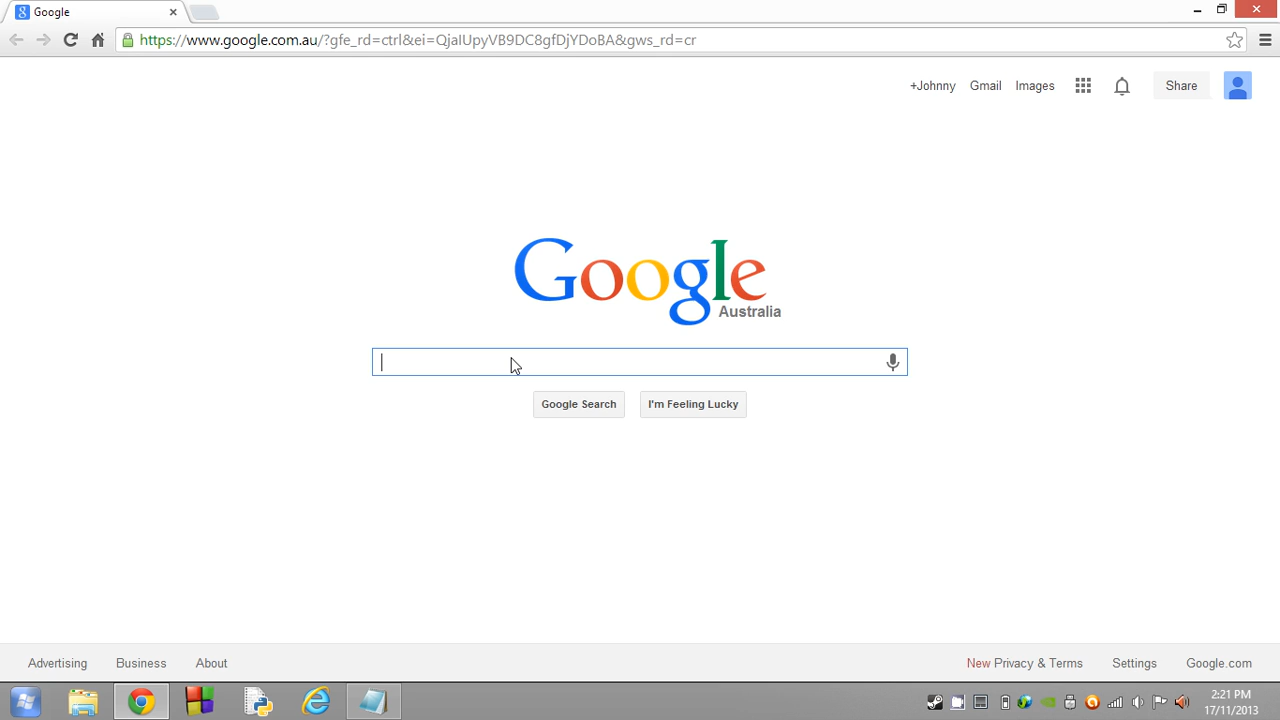 Google
https://www.google.com.au/?gfe_rd=ctrl&ei=QjaIUpyVB9DC8gfDiYDoBA&gws_rd=cr
+Johnny Gmail Images Share
Google
Australia
Google Search I'm Feeling Lucky
Advertising Business About New Privacy & Terms Settings Google.com
2:21 PM
17/11/2013